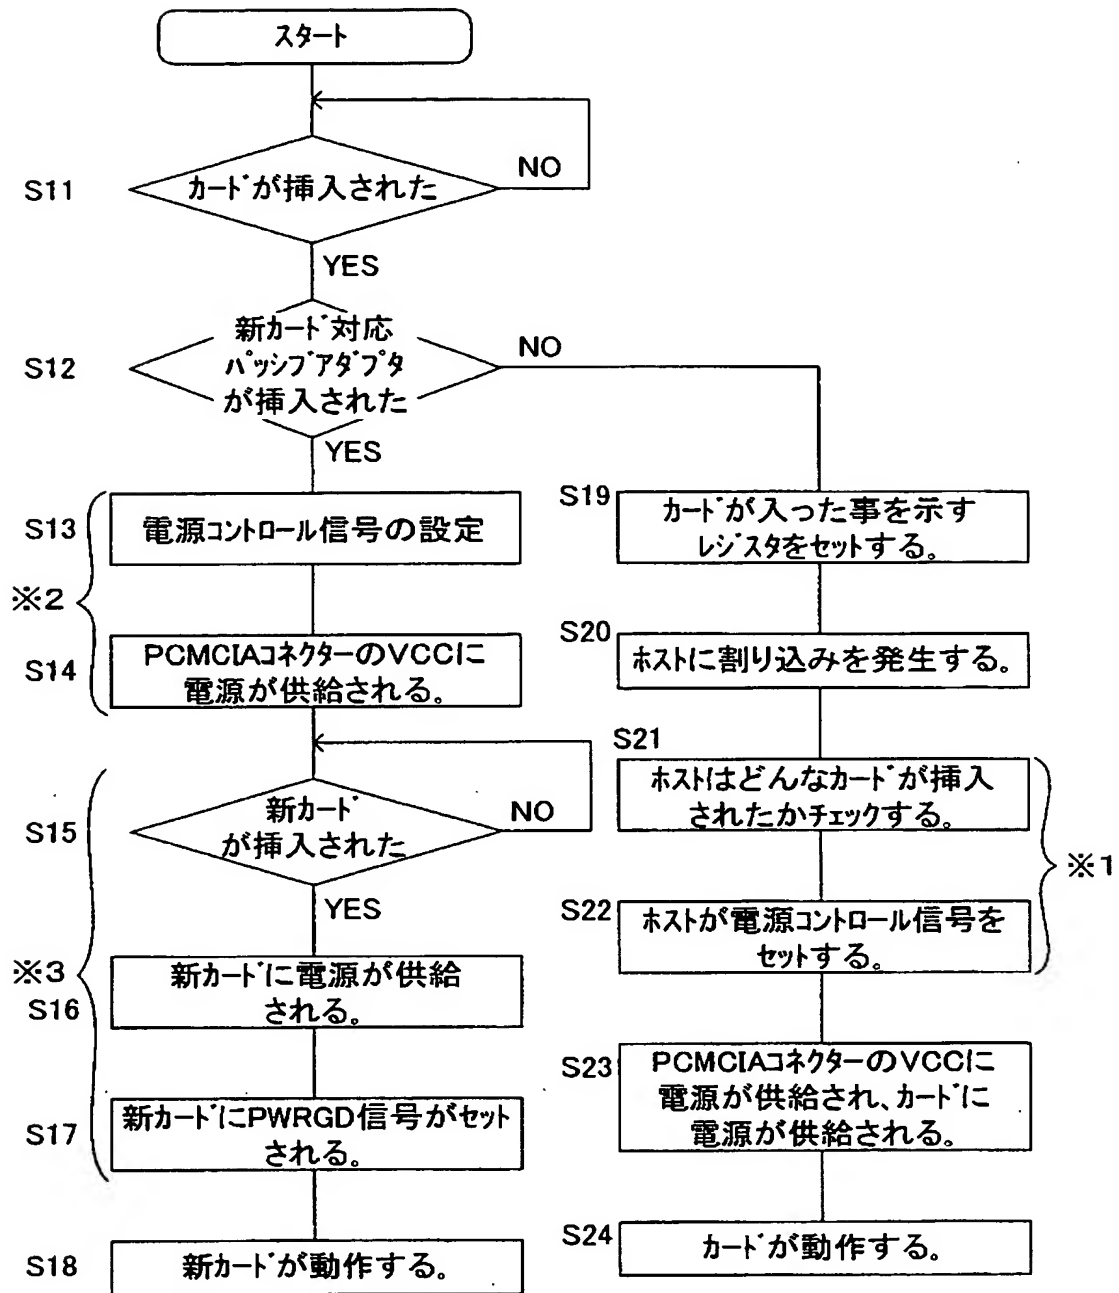 スタート
S11
カードが挿入された
NO
YES
S12
新カード対応
パッシブアダプタ
が挿入された
NO
YES
S13
電源コントロール信号の設定
※2
S14
PCMCIAコネクターのVCCに
電源が供給される。
S15
新カード
が挿入された
NO
YES
※3
S16
新カードに電源が供給
される。
S17
新カードにPWRGD信号がセット
される。
S18
新カードが動作する。
S19
カードが入った事を示す
レジスタをセットする。
S20
ホストに割り込みを発生する。
S21
ホストはどんなカードが挿入
されたかチェックする。
※1
S22
ホストが電源コントロール信号を
セットする。
S23
PCMCIAコネクターのVCCに
電源が供給され、カードに
電源が供給される。
S24
カードが動作する。